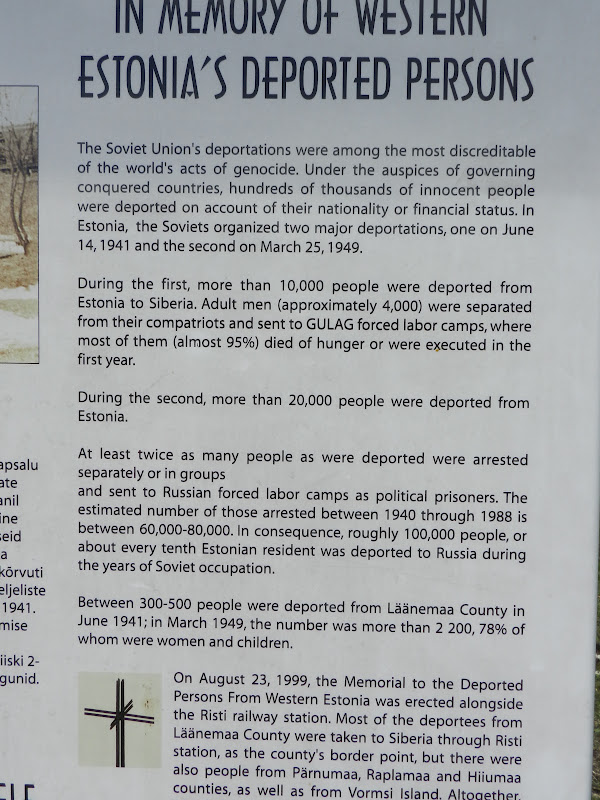 IN MEMORY OF WESTERN
ESTONIA'S DEPORTED PERSONS
The Soviet Union's deportations were among the most discreditable
of the world's acts of genocide. Under the auspices of governing
conquered countries, hundreds of thousands of innocent people
were deported on account of their nationality or financial status. In
Estonia, the Soviets organized two major deportations, one on June
14, 1941 and the second on March 25, 1949.
During the first, more than 10,000 people were deported from
Estonia to Siberia. Adult men (approximately 4,000) were separated
from their compatriots and sent to GULAG forced labor camps, where
most of them (almost 95%) died of hunger or were executed in the
first year.
During the second, more than 20,000 people were deported from
Estonia.
At least twice as many people as were deported were arrested
separately or in groups
and sent to Russian forced labor camps as political prisoners. The
estimated number of those arrested between 1940 through 1988 is
between 60,000-80,000. In consequence, roughly 100,000 people, or
about every tenth Estonian resident was deported to Russia during
the years of Soviet occupation.
Between 300-500 people were deported from Läänemaa County in
June 1941; in March 1949, the number was more than 2 200, 78% of
whom were women and children.
On August 23, 1999, the Memorial to the Deported
Persons From Western Estonia was erected alongside
the Risti railway station. Most of the deportees from
Läänemaa County were taken to Siberia through Risti
station, as the county's border point, but there were
also people from Pärnumaa, Raplamaa and Hiiumaa
counties, as well as from Vormsi Island. Altogether,
apsalu
ate
anil
ine
seid
a
kõrvuti
eljeliste
1941.
mise
iiski 2-
gunid.